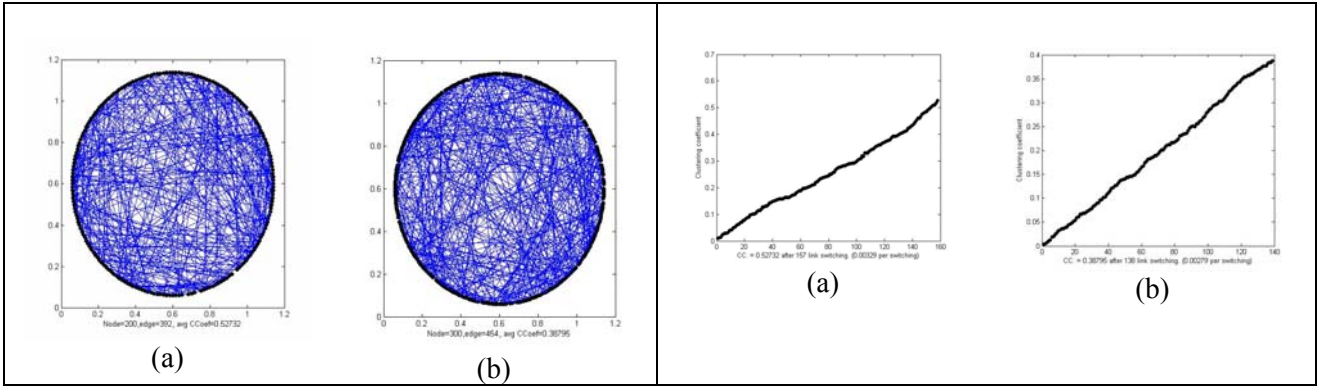 1.2
1
0.8
0.6
0.4
0.2
0
0 0.2 0.4 0.6 0.8 1 1.2
Node=200,edge=392, avg CCoef=0.52732
(a)
1.2
1
0.8
0.6
0.4
0.2
0
0 0.2 0.4 0.6 0.8 1 1.2
Node=300,edge=454, avg CCoef=0.38795
(b)
0.7
0.6
0.5
0.4
0.3
0.2
0.1
0
Clustering coefficient
0 20 40 60 80 100 120 140 160
CC. = 0.52732 after 157 link switching. (0.00329 per switching)
(a)
0.4
0.35
0.3
0.25
0.2
0.15
0.1
0.05
0
Clustering coefficient
0 20 40 60 80 100 120 140
CC. = 0.38795 after 138 link switching. (0.00279 per switching)
(b)